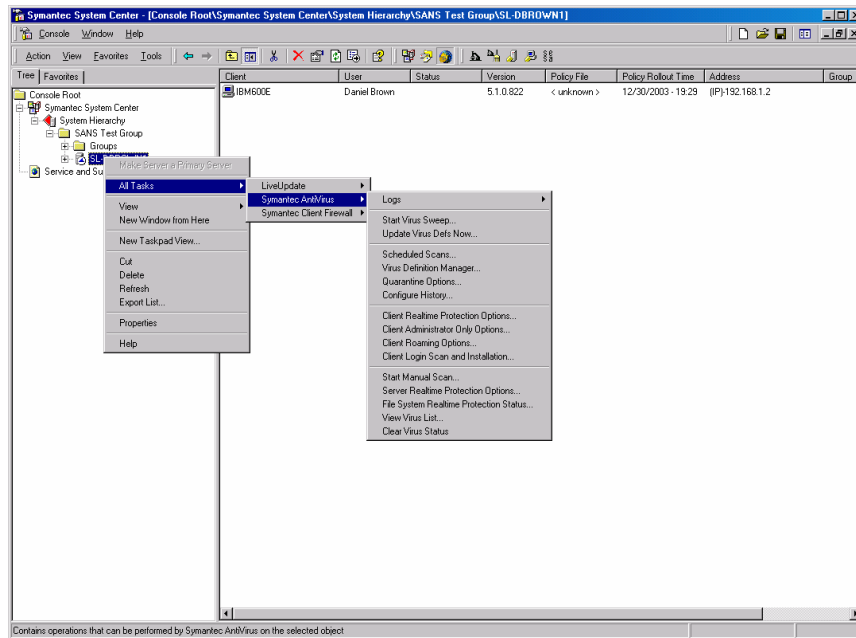 Symantec System Center - [Console Root\Symantec System Center\System Hierarchy\SANS Test Group\SL-DBROWN1]
Console Window Help
Action View Favorites Tools
Tree Favorites
Client User Status Version Policy File Policy Rollout Time Address Group
Console Root
Symantec System Center
System Hierarchy
SANS Test Group
Groups
Service and Su
IBM600E Daniel Brown 5.1.0.822 < unknown > 12/30/2003 - 19:29 (IP)-192.168.1.2
Make Server a Primary Server
All Tasks
View
New Window from Here
New Taskpad View...
Cut
Delete
Refresh
Export List...
Properties
Help
LiveUpdate
Symantec AntiVirus
Symantec Client Firewall
Logs
Start Virus Sweep...
Update Virus Defs Now...
Scheduled Scans...
Virus Definition Manager...
Quarantine Options...
Configure History...
Client Realtime Protection Options...
Client Administrator Only Options...
Client Roaming Options...
Client Login Scan and Installation...
Start Manual Scan...
Server Realtime Protection Options...
File System Realtime Protection Status...
View Virus List...
Clear Virus Status
Contains operations that can be performed by Symantec AntiVirus on the selected object